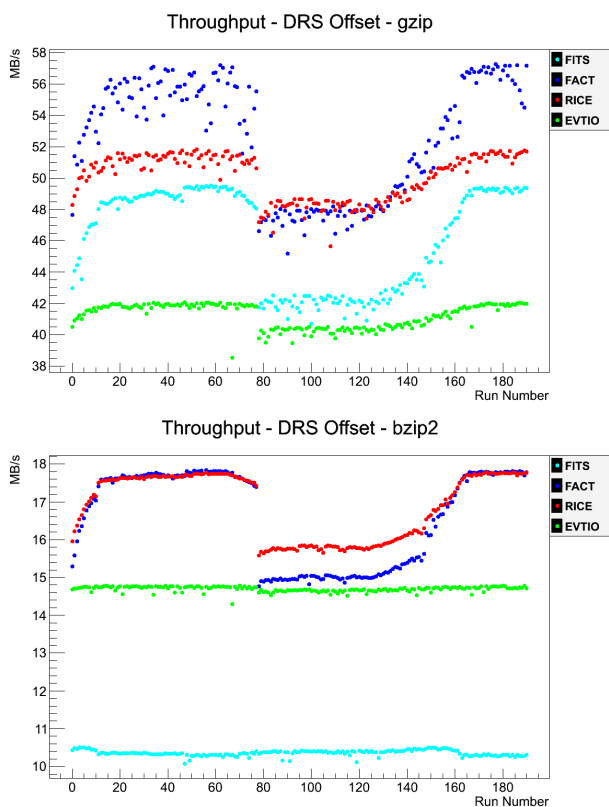 Throughput - DRS Offset - gzip
MB/s
58
56
54
52
50
48
46
44
42
40
38
0 20 40 60 80 100 120 140 160 180
Run Number
FITS
FACT
RICE
EVTIO
Throughput - DRS Offset - bzip2
MB/s
18
17
16
15
14
13
12
11
10
0 20 40 60 80 100 120 140 160 180
Run Number
FITS
FACT
RICE
EVTIO